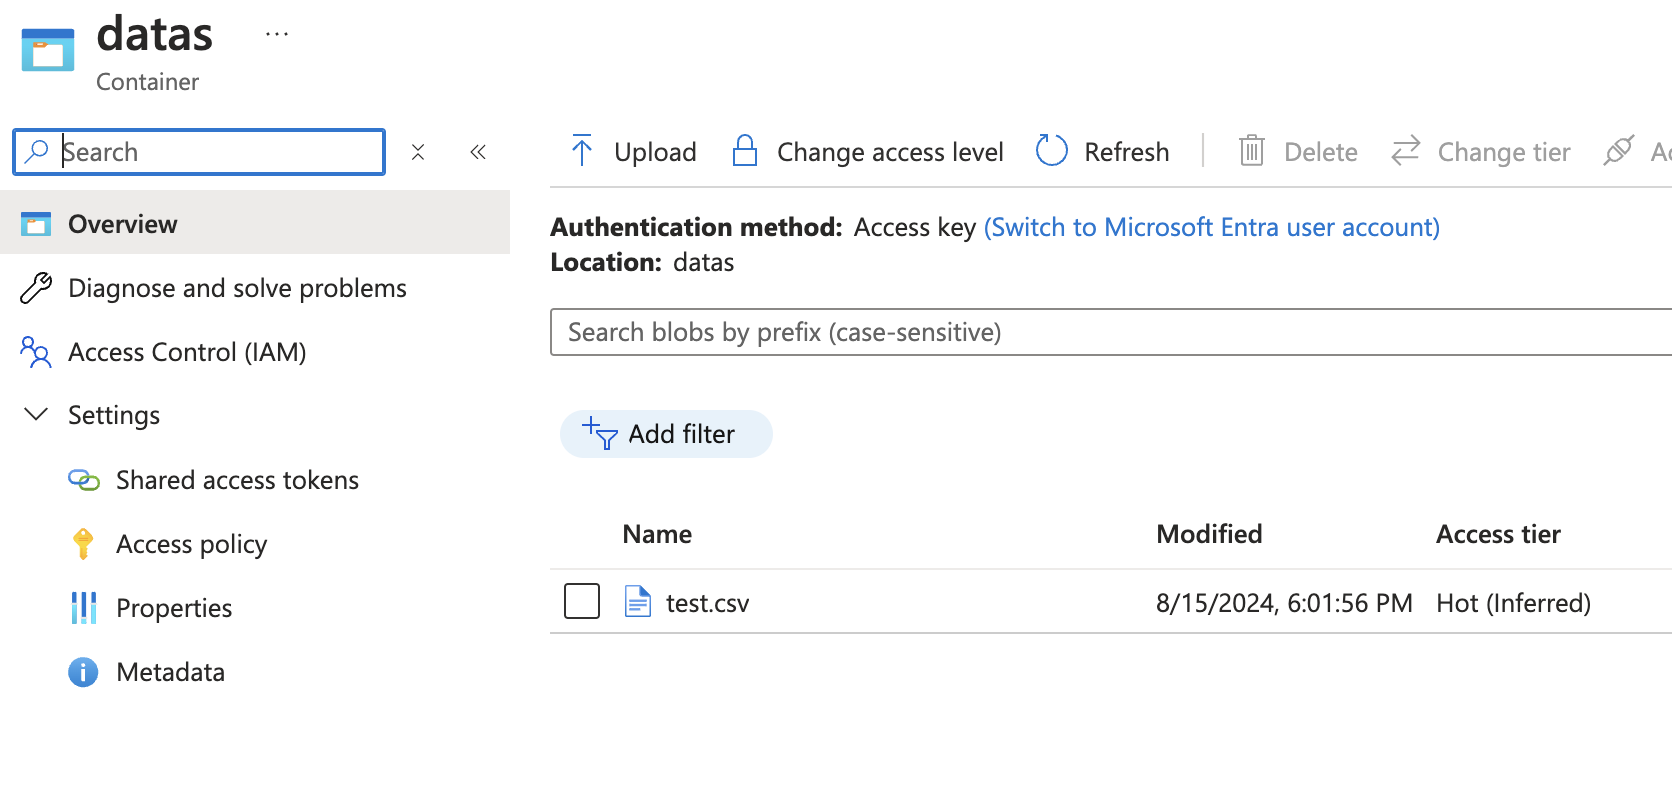 datas ...
Container
Search
Upload Change access level Refresh Delete Change tier
Overview
Authentication method: Access key (Switch to Microsoft Entra user account)
Location: datas
Diagnose and solve problems
Search blobs by prefix (case-sensitive)
Access Control (IAM)
Settings
Add filter
Shared access tokens
Access policy
Properties
Metadata
Name Modified Access tier
test.csv 8/15/2024, 6:01:56 PM Hot (Inferred)